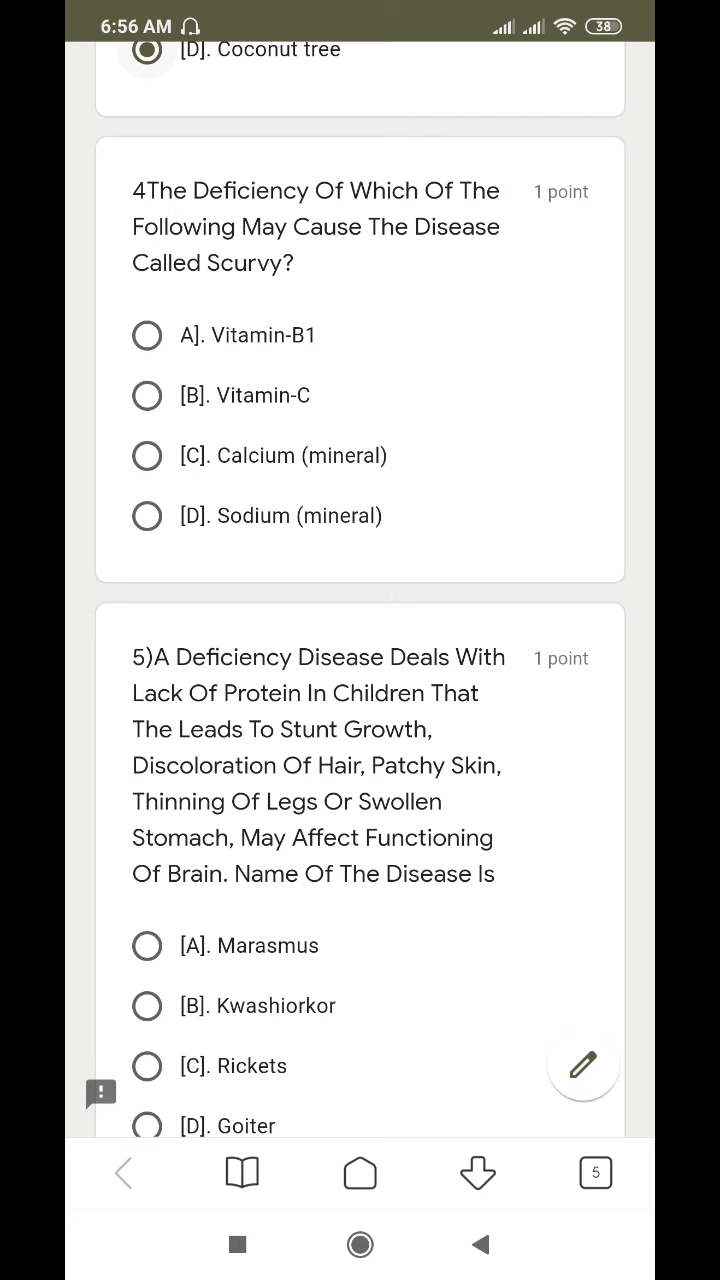 6:56 AM
38
[D]. Coconut tree
4The Deficiency Of Which Of The
1 point
Following May Cause The Disease
Called Scurvy?
A]. Vitamin-B1
[B]. Vitamin-C
[C]. Calcium (mineral)
[D]. Sodium (mineral)
5)A Deficiency Disease Deals With
1 point
Lack Of Protein In Children That
The Leads To Stunt Growth,
Discoloration Of Hair, Patchy Skin,
Thinning Of Legs Or Swollen
Stomach, May Affect Functioning
Of Brain. Name Of The Disease Is
[A]. Marasmus
[B]. Kwashiorkor
[C]. Rickets
[D]. Goiter
5